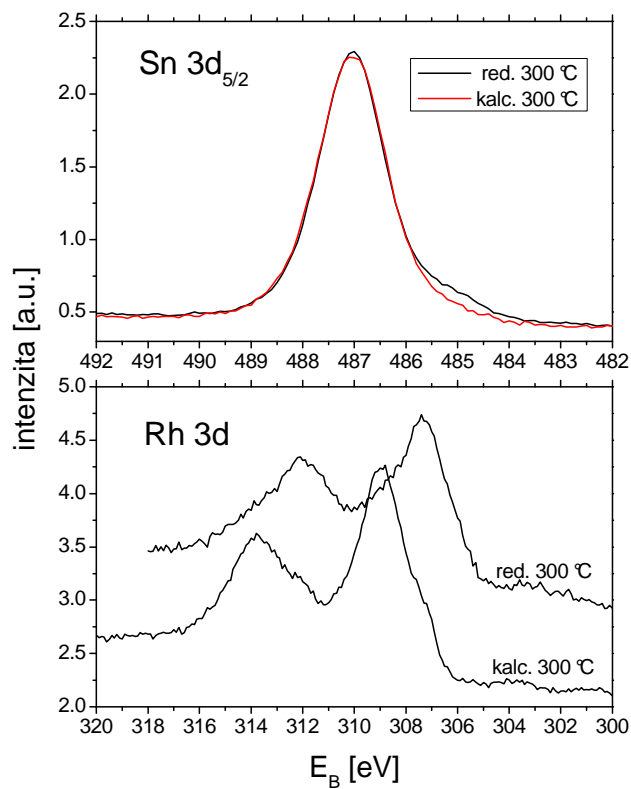 Sn 3d5/2
red. 300 °C
kalc. 300 °C
2.5
2.0
1.5
1.0
0.5
492 491 490 489 488 487 486 485 484 483 482
intenzita [a.u.]
Rh 3d
5.0
4.5
4.0
3.5
3.0
2.5
2.0
red. 300 °C
kalc. 300 °C
320 318 316 314 312 310 308 306 304 302 300
EB [eV]